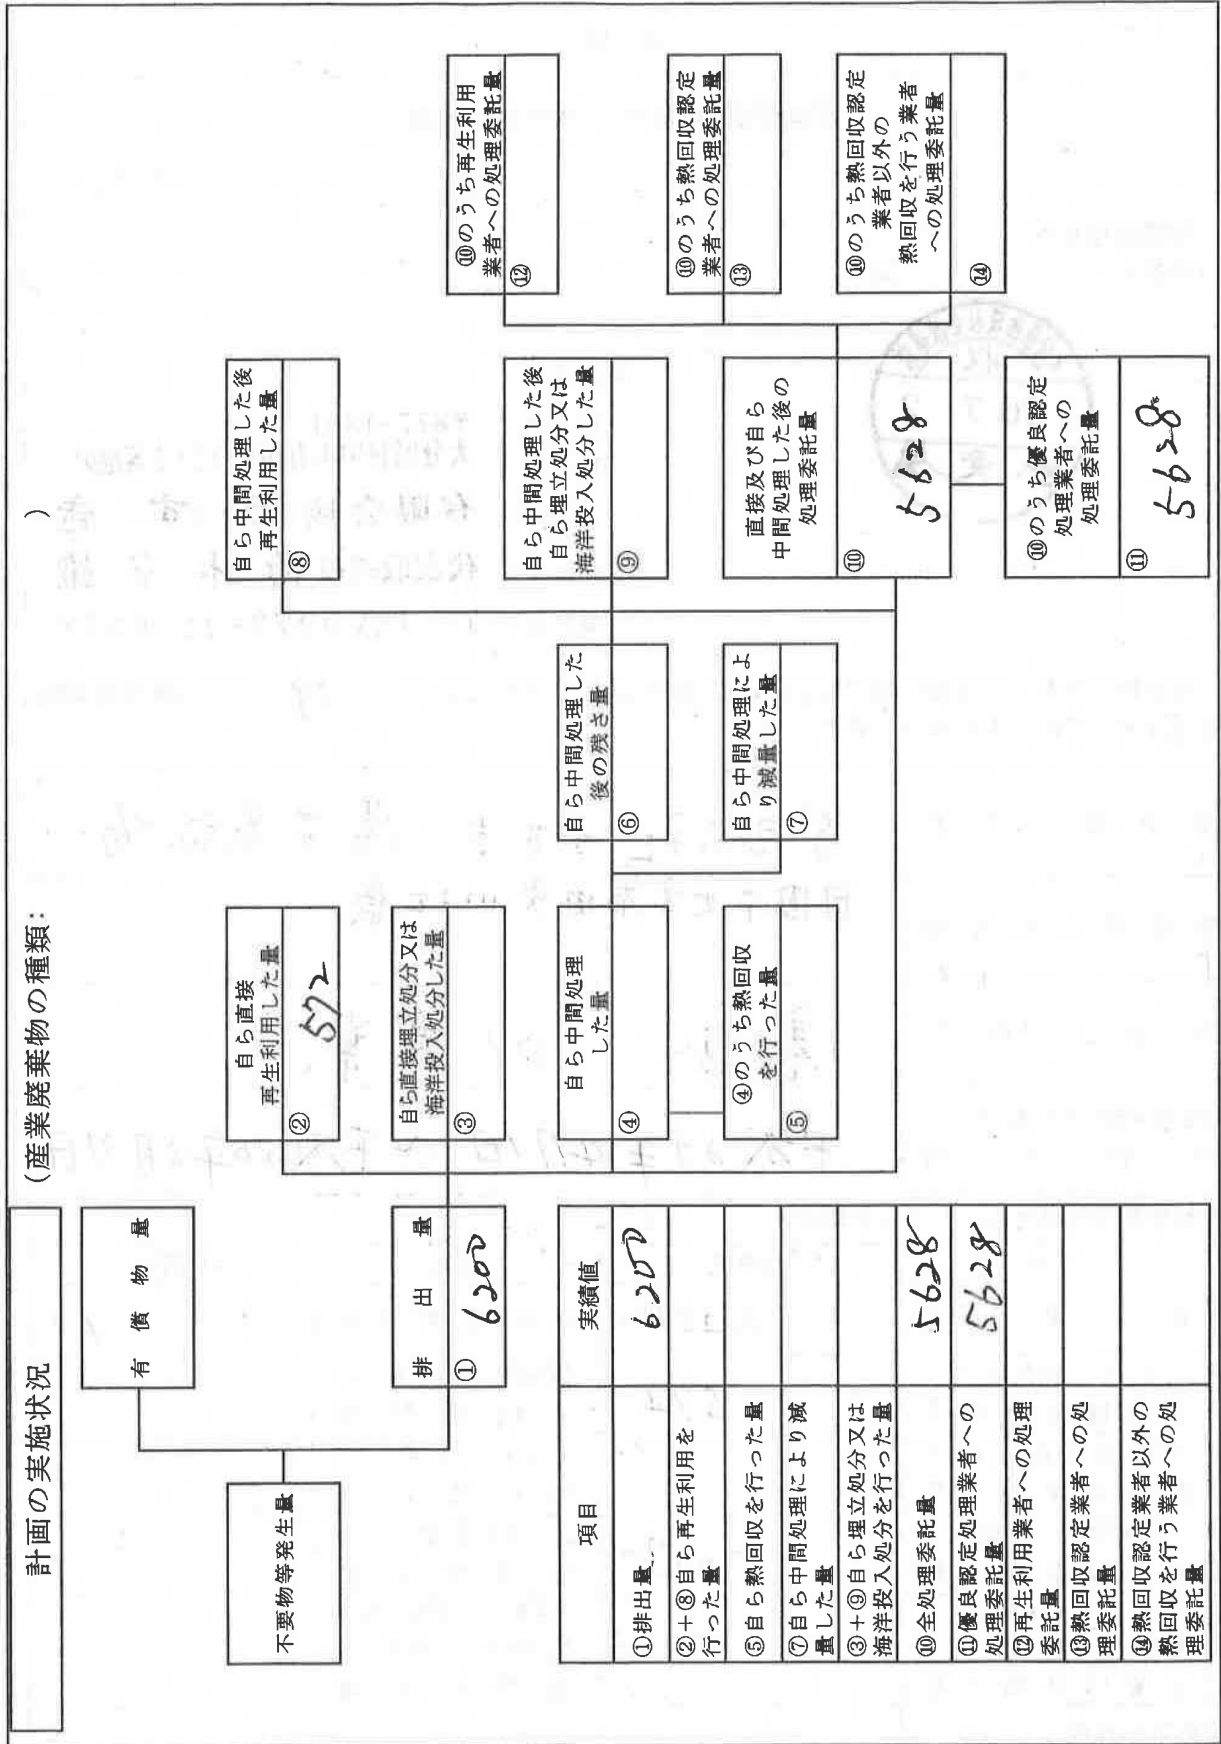 計画の実施状況
(産業廃棄物の種類:
)
不要物等発生量
有償物量
排出量
①
6200
自ら直接
再生利用した量
②
572
自ら直接埋立処分又は
海洋投入処分した量
③
自ら中間処理
した量
④
④のうち熱回収
を行った量
⑤
自ら中間処理した
後の残さ量
⑥
自ら中間処理によ
り減量した量
⑦
自ら中間処理した後
再生利用した量
⑧
自ら中間処理した後
自ら埋立処分又は
海洋投入処分した量
⑨
直接及び自ら
中間処理した後の
処理委託量
⑩
5628
⑩のうち優良認定
処理業者への
処理委託量
⑪
5628
⑩のうち再生利用
業者への処理委託量
⑫
⑩のうち熱回収認定
業者への処理委託量
⑬
⑩のうち熱回収認定
業者以外の
熱回収を行う業者
への処理委託量
⑭
項目
実績値
①排出量
6200
②+⑧自ら再生利用を
行った量
⑤自ら熱回収を行った量
⑦自ら中間処理により減
量した量
③+⑨自ら埋立処分又は
海洋投入処分を行った量
⑩全処理委託量
5628
⑪優良認定処理業者への
処理委託量
5628
⑫再生利用業者への処理
委託量
⑬熱回収認定業者への処
理委託量
⑭熱回収認定業者以外の
熱回収を行う業者への処
理委託量